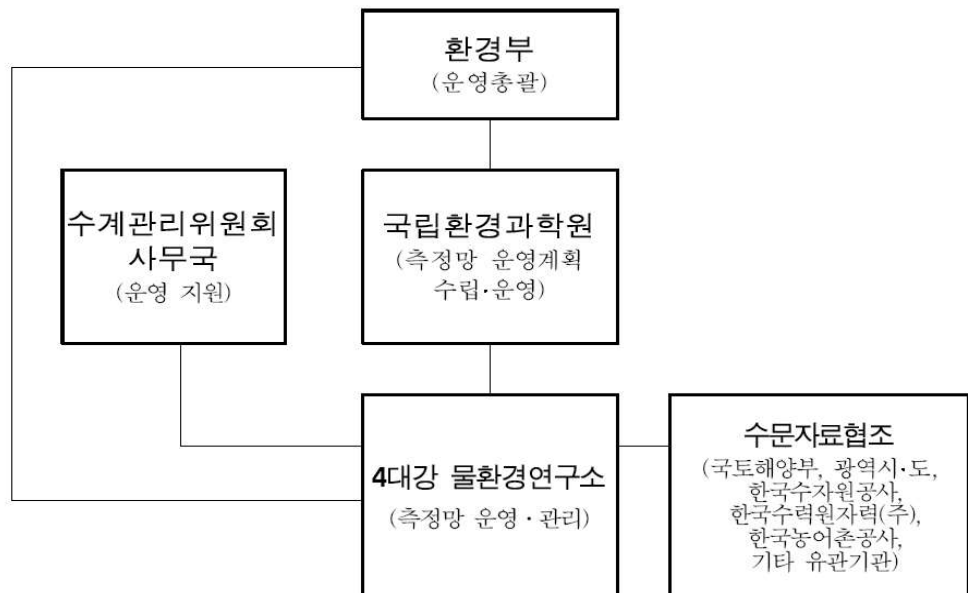 환경부
(운영총괄)
수계관리위원회
사무국
(운영 지원)
국립환경과학원
(측정망 운영계획
수립·운영)
4대강 물환경연구소
(측정망 운영·관리)
수문자료협조
(국토해양부, 광역시·도,
한국수자원공사,
한국수력원자력(주),
한국농어촌공사,
기타 유관기관)